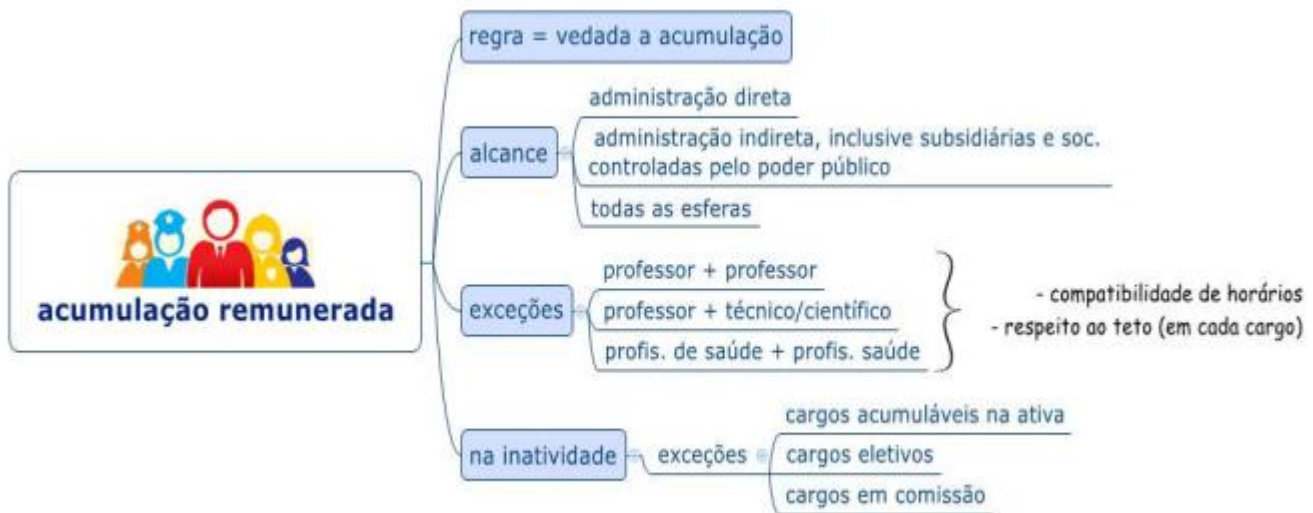 regra = vedada a acumulação
administração direta
alcance
administração indireta, inclusive subsidiárias e soc.
controladas pelo poder público
todas as esferas
acumulação remunerada
exceções
professor + professor
professor + técnico/científico
profis. de saúde + profis. saúde
- compatibilidade de horários
- respeito ao teto (em cada cargo)
na inatividade
exceções
cargos acumuláveis na ativa
cargos eletivos
cargos em comissão